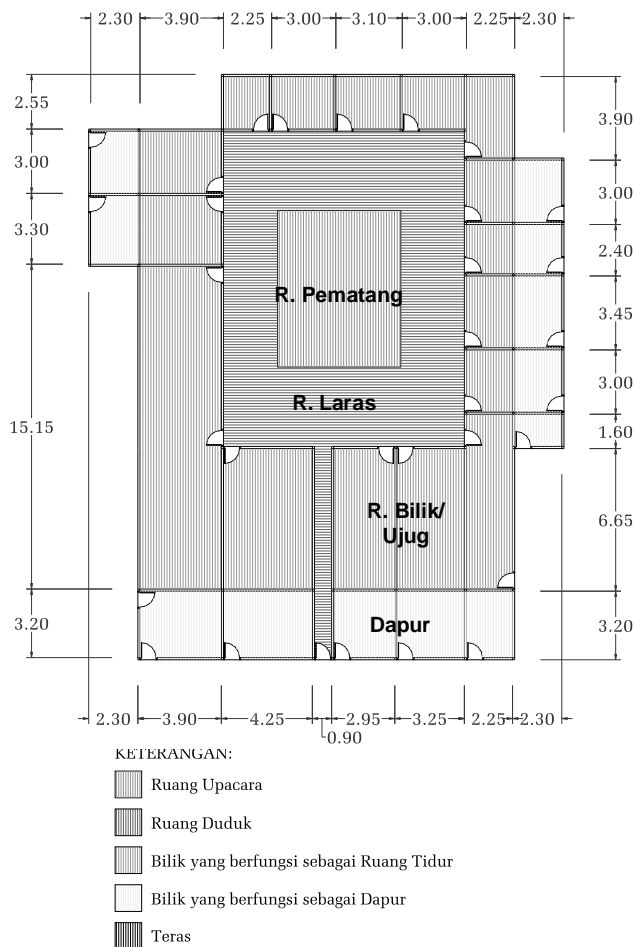 2.30 3.90 2.25 3.00 3.10 3.00 2.25 2.30
2.55
3.00
3.30
15.15
3.20
3.90
3.00
2.40
3.45
3.00
1.60
6.65
3.20
R. Pematang
R. Laras
R. Bilik/
Ujug
Dapur
2.30 3.90 4.25 2.95 3.25 2.25 2.30
0.90
KETERANGAN:
Ruang Upacara
Ruang Duduk
Bilik yang berfungsi sebagai Ruang Tidur
Bilik yang berfungsi sebagai Dapur
Teras